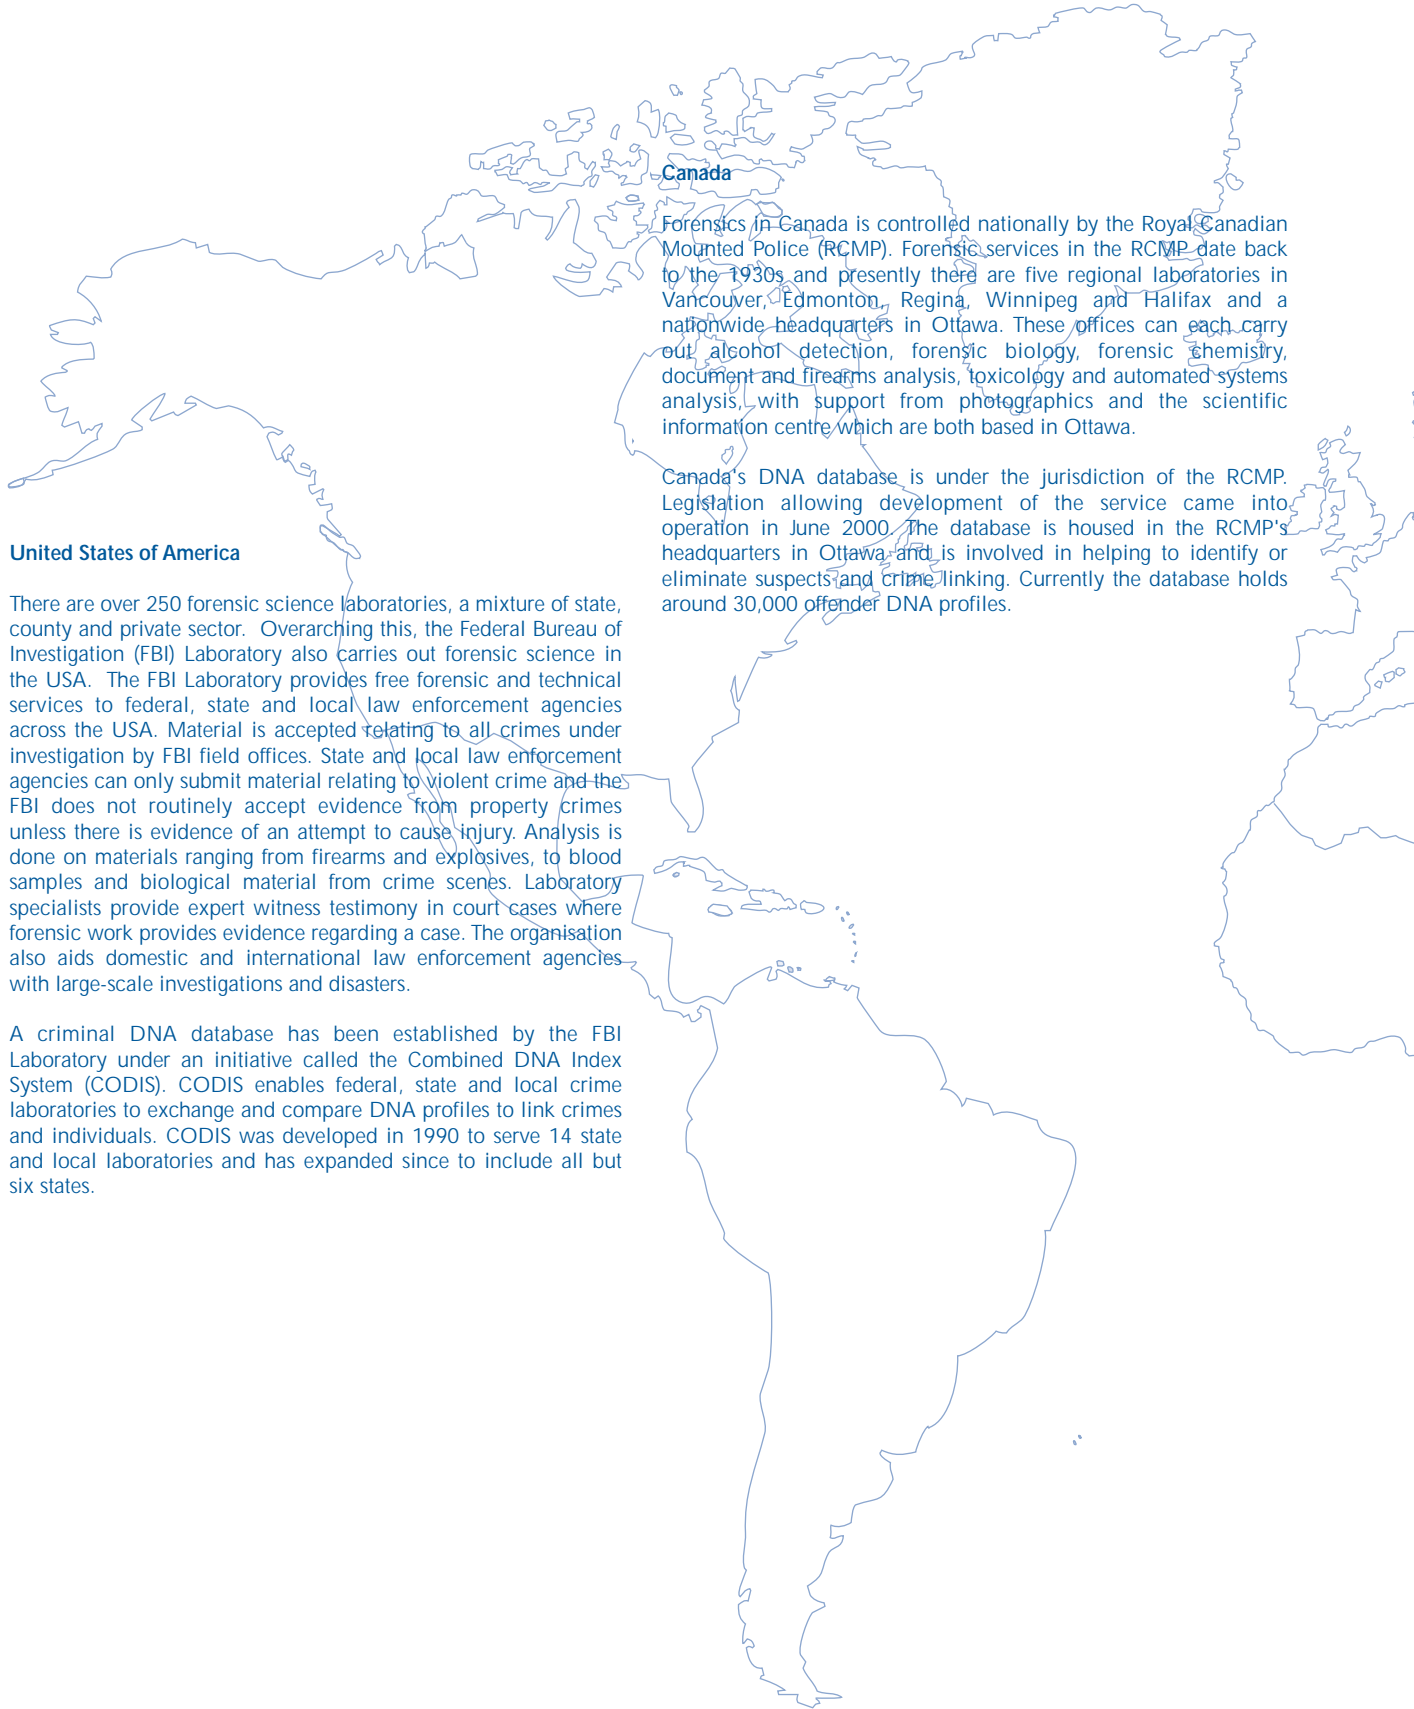 Canada
Forensics in Canada is controlled nationally by the Royal Canadian
Mounted Police (RCMP). Forensic services in the RCMP date back
to the 1930s and presently there are five regional laboratories in
Vancouver, Edmonton, Regina, Winnipeg and Halifax and a
nationwide headquarters in Ottawa. These offices can each carry
out alcohol detection, forensic biology, forensic chemistry,
document and firearms analysis, toxicology and automated systems
analysis, with support from photographics and the scientific
information centre which are both based in Ottawa.
Canada's DNA database is under the jurisdiction of the RCMP.
Legislation allowing development of the service came into
operation in June 2000. The database is housed in the RCMP's
headquarters in Ottawa and is involved in helping to identify or
eliminate suspects and crime linking. Currently the database holds
around 30,000 offender DNA profiles.
United States of America
There are over 250 forensic science laboratories, a mixture of state,
county and private sector. Overarching this, the Federal Bureau of
Investigation (FBI) Laboratory also carries out forensic science in
the USA. The FBI Laboratory provides free forensic and technical
services to federal, state and local law enforcement agencies
across the USA. Material is accepted relating to all crimes under
investigation by FBI field offices. State and local law enforcement
agencies can only submit material relating to violent crime and the
FBI does not routinely accept evidence from property crimes
unless there is evidence of an attempt to cause injury. Analysis is
done on materials ranging from firearms and explosives, to blood
samples and biological material from crime scenes. Laboratory
specialists provide expert witness testimony in court cases where
forensic work provides evidence regarding a case. The organisation
also aids domestic and international law enforcement agencies
with large-scale investigations and disasters.
A criminal DNA database has been established by the FBI
Laboratory under an initiative called the Combined DNA Index
System (CODIS). CODIS enables federal, state and local crime
laboratories to exchange and compare DNA profiles to link crimes
and individuals. CODIS was developed in 1990 to serve 14 state
and local laboratories and has expanded since to include all but
six states.